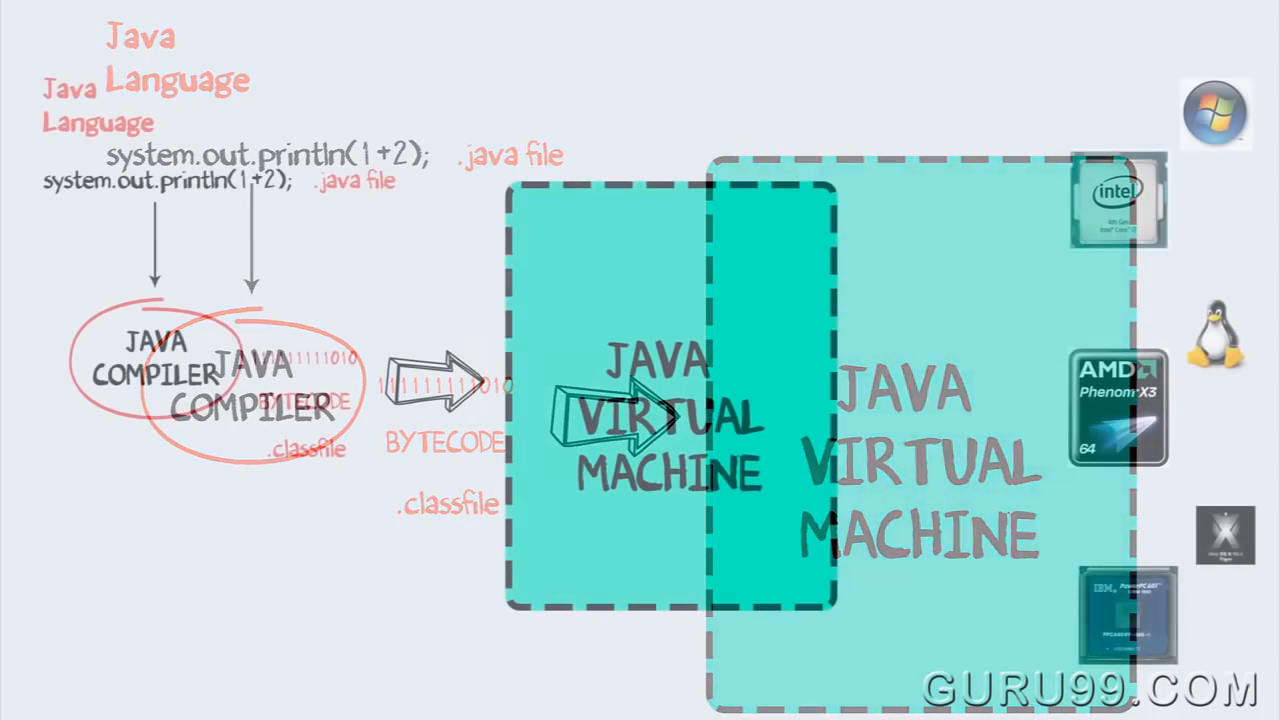 Java
Language
Java
Language
system.out.println(1+2); .java file
system.out.println(1+2); .java file
JAVA
COMPILER
JAVA
COMPILER
BYTECODE
.classfile
BYTECODE
.classfile
JAVA
VIRTUAL
MACHINE
JAVA
VIRTUAL
MACHINE
intel
AMD
Phenom X3
64
IBM
PowerPC
GURU99.COM